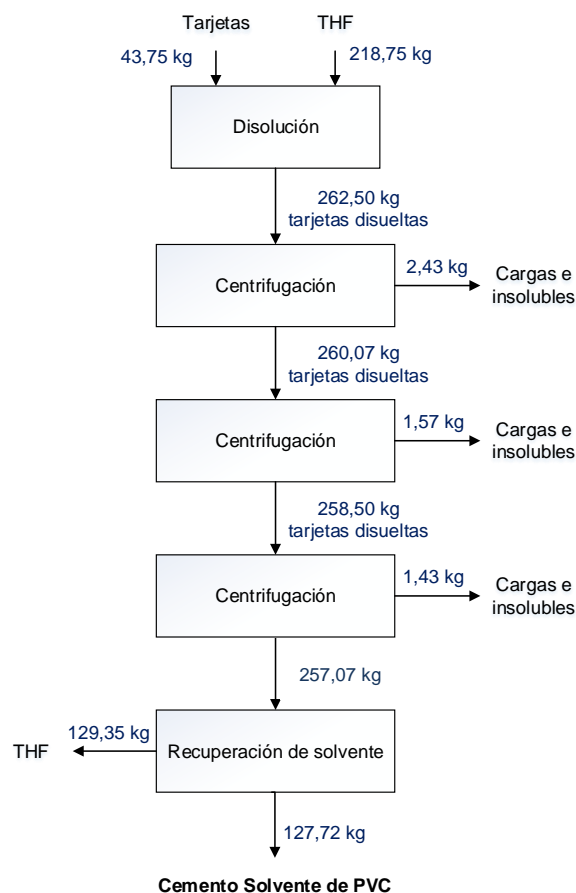 Tarjetas
THF
43,75 kg
218,75 kg
Disolución
262,50 kg
tarjetas disueltas
Centrifugación
2,43 kg
Cargas e
insolubles
260,07 kg
tarjetas disueltas
Centrifugación
1,57 kg
Cargas e
insolubles
258,50 kg
tarjetas disueltas
Centrifugación
1,43 kg
Cargas e
insolubles
257,07 kg
129,35 kg
THF
Recuperación de solvente
127,72 kg
Cemento Solvente de PVC